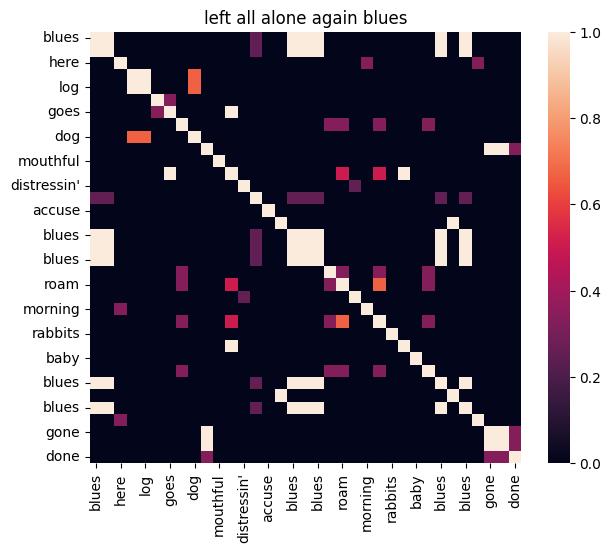 left all alone again blues
blues
here
log
goes
dog
mouthful
distressin'
accuse
blues
blues
roam
morning
rabbits
baby
blues
blues
gone
done
1.0
0.8
0.6
0.4
0.2
0.0
blues
here
log
goes
dog
mouthful
distressin'
accuse
blues
blues
roam
morning
rabbits
baby
blues
blues
gone
done